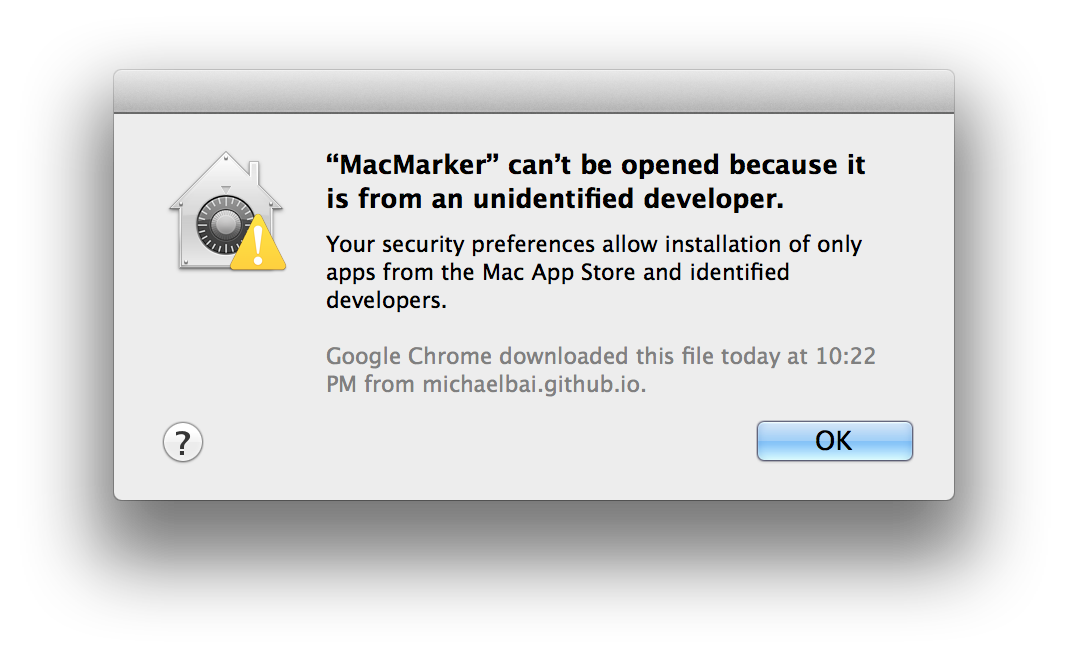 “MacMarker” can’t be opened because it
is from an unidentified developer.
Your security preferences allow installation of only
apps from the Mac App Store and identified
developers.
Google Chrome downloaded this file today at 10:22
PM from michaelbai.github.io.
?
OK